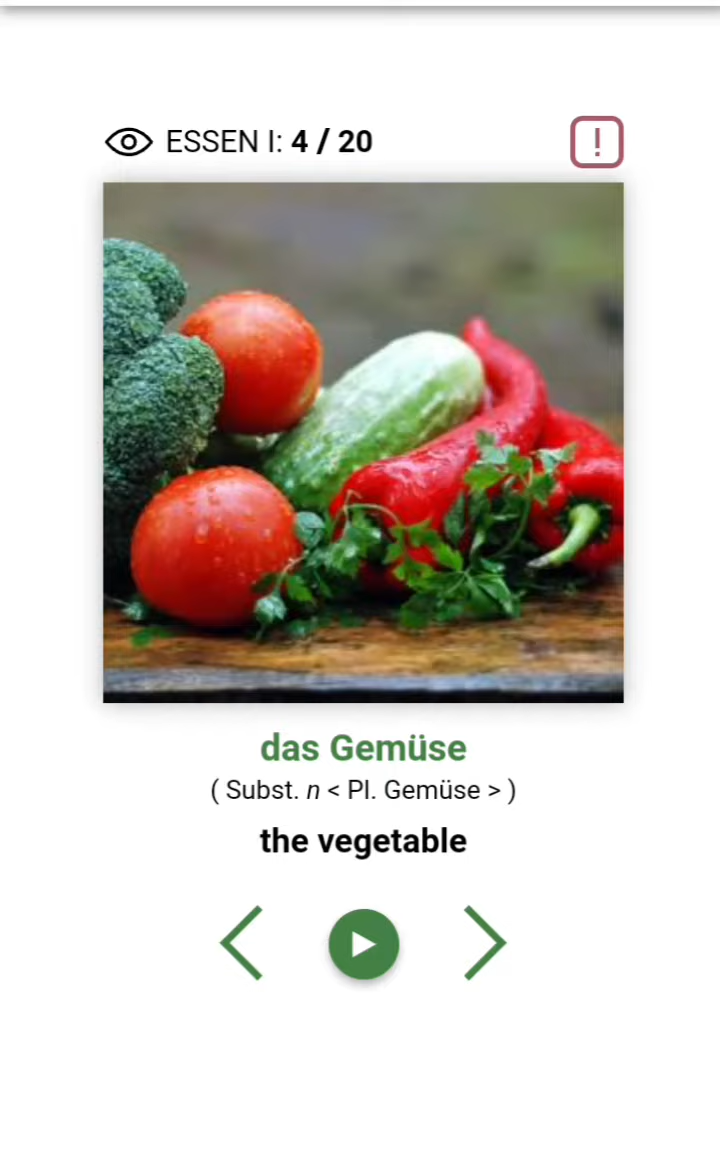 ESSEN I: 4 / 20
!
das Gemüse
( Subst. n < Pl. Gemüse > )
the vegetable